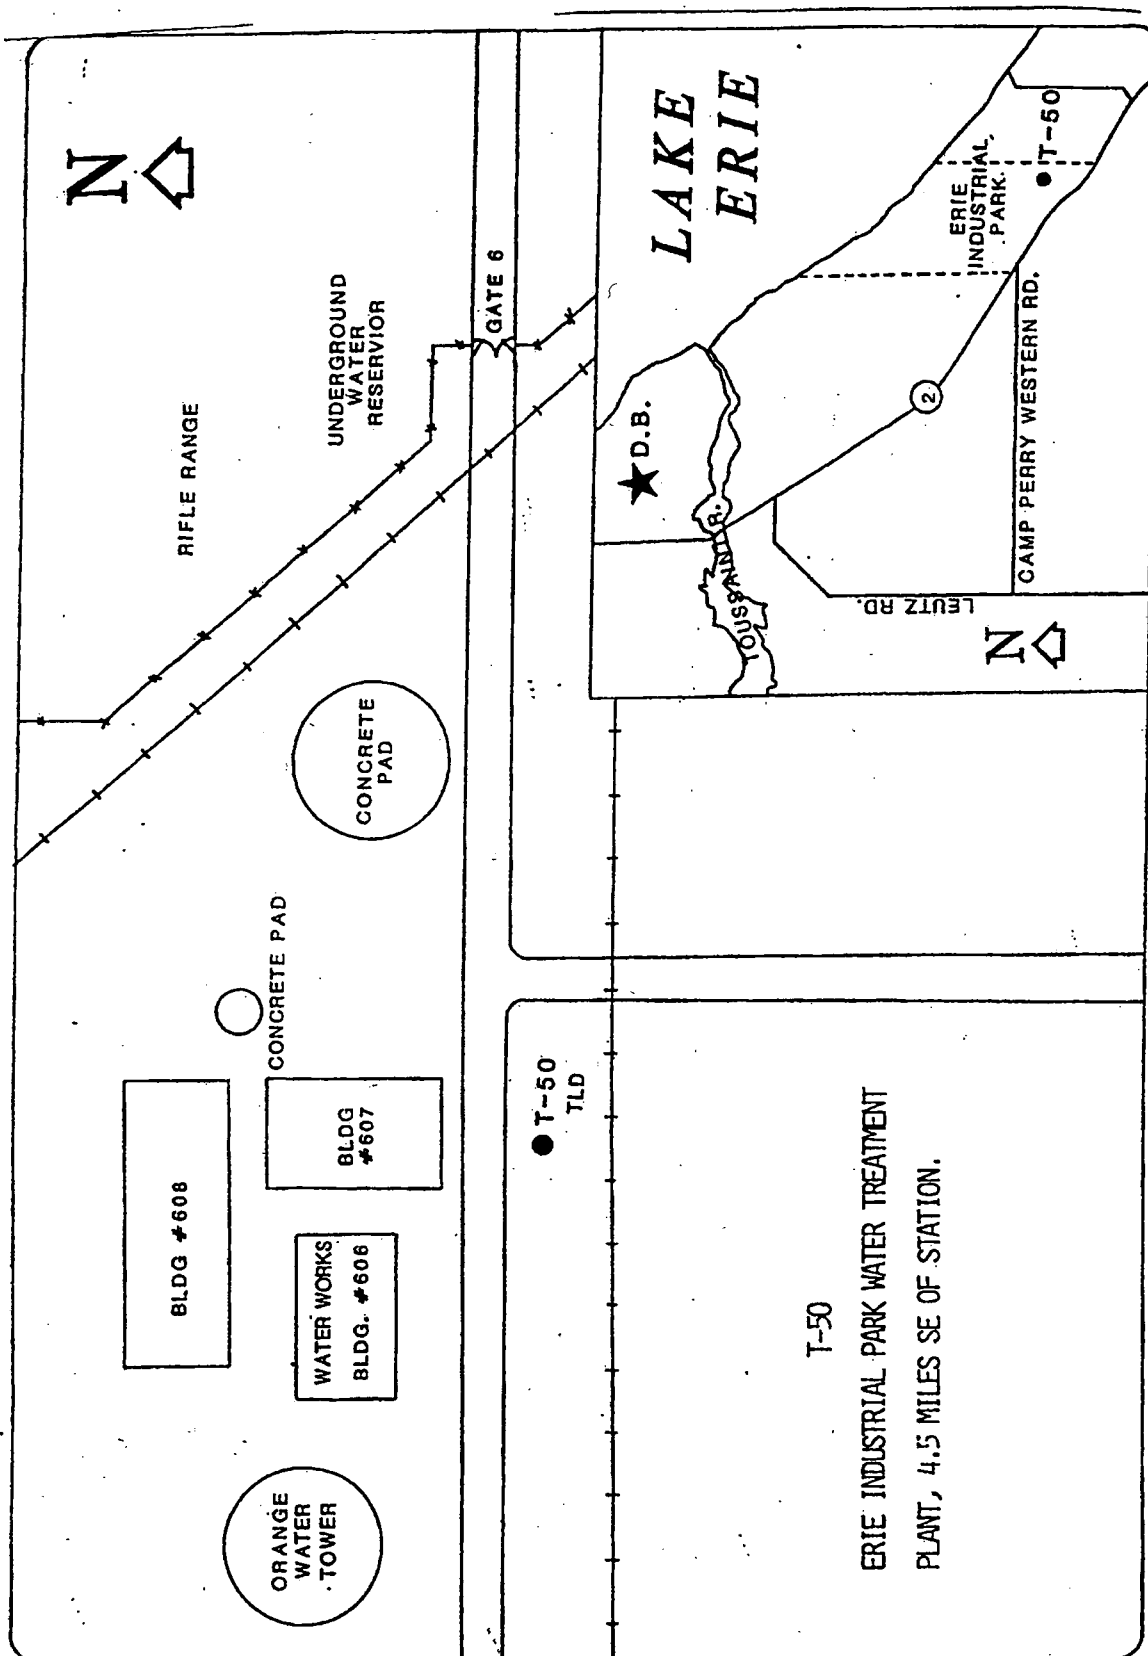 N
RIFLE RANGE
UNDERGROUND
WATER
RESERVIOR
GATE 6
CONCRETE
PAD
CONCRETE PAD
BLDG #608
BLDG
#607
WATER WORKS
BLDG. #606
ORANGE
WATER
TOWER
T-50
TLD
T-50
ERIE INDUSTRIAL PARK WATER TREATMENT
PLANT, 4.5 MILES SE OF STATION.
LAKE
ERIE
D.B.
TOUSSAINT R.
2
ERIE
INDUSTRIAL
PARK
T-50
CAMP PERRY WESTERN RD.
LEUTZ RD.
N